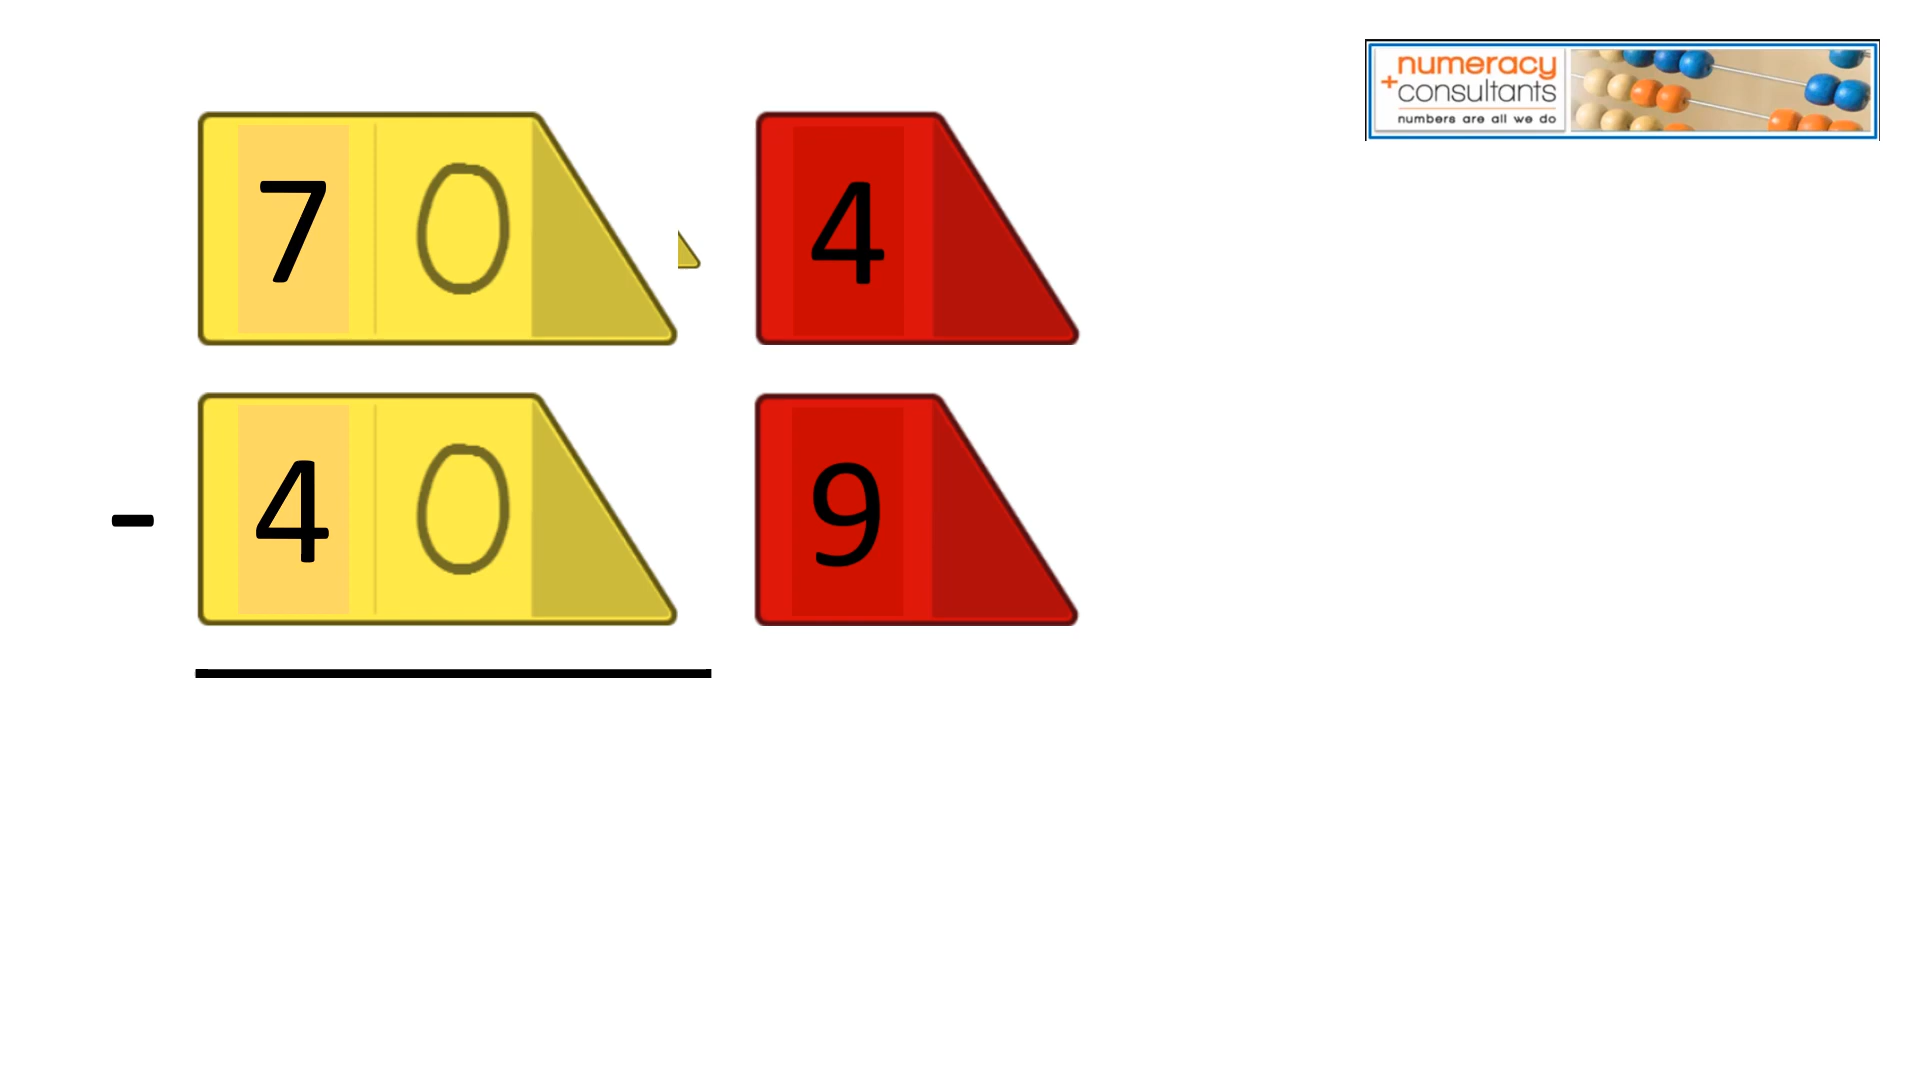 numeracy
+consultants
numbers are all we do
70 4
- 40 9